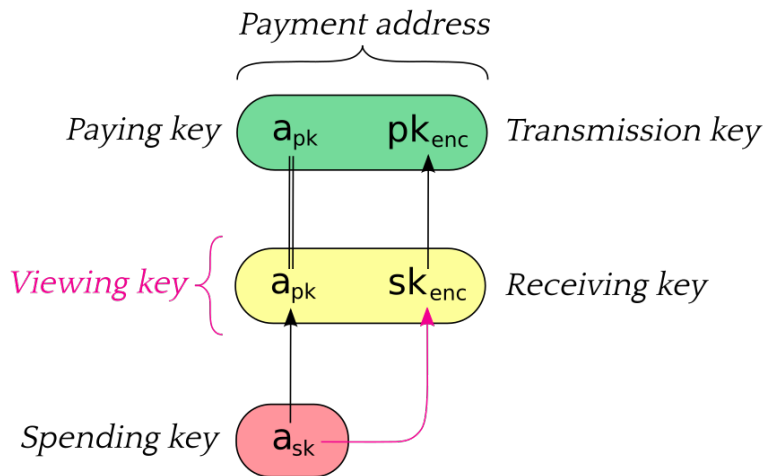 Payment address
Paying key a_pk pk_enc Transmission key
Viewing key a_pk sk_enc Receiving key
Spending key a_sk